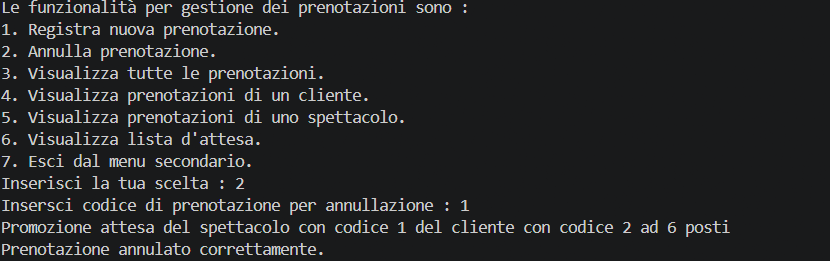 Le funzionalità per gestione dei prenotazioni sono :
1. Registra nuova prenotazione.
2. Annulla prenotazione.
3. Visualizza tutte le prenotazioni.
4. Visualizza prenotazioni di un cliente.
5. Visualizza prenotazioni di uno spettacolo.
6. Visualizza lista d'attesa.
7. Esci dal menu secondario.
Inserisci la tua scelta : 2
Insersci codice di prenotazione per annullazione : 1
Promozione attesa del spettacolo con codice 1 del cliente con codice 2 ad 6 posti
Prenotazione annulato correttamente.